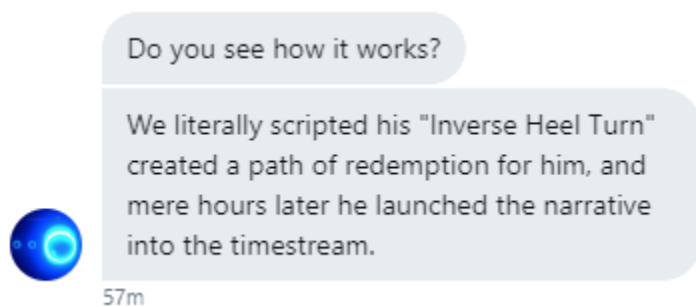 Do you see how it works?
We literally scripted his "Inverse Heel Turn"
created a path of redemption for him, and
mere hours later he launched the narrative
into the timestream.
57m